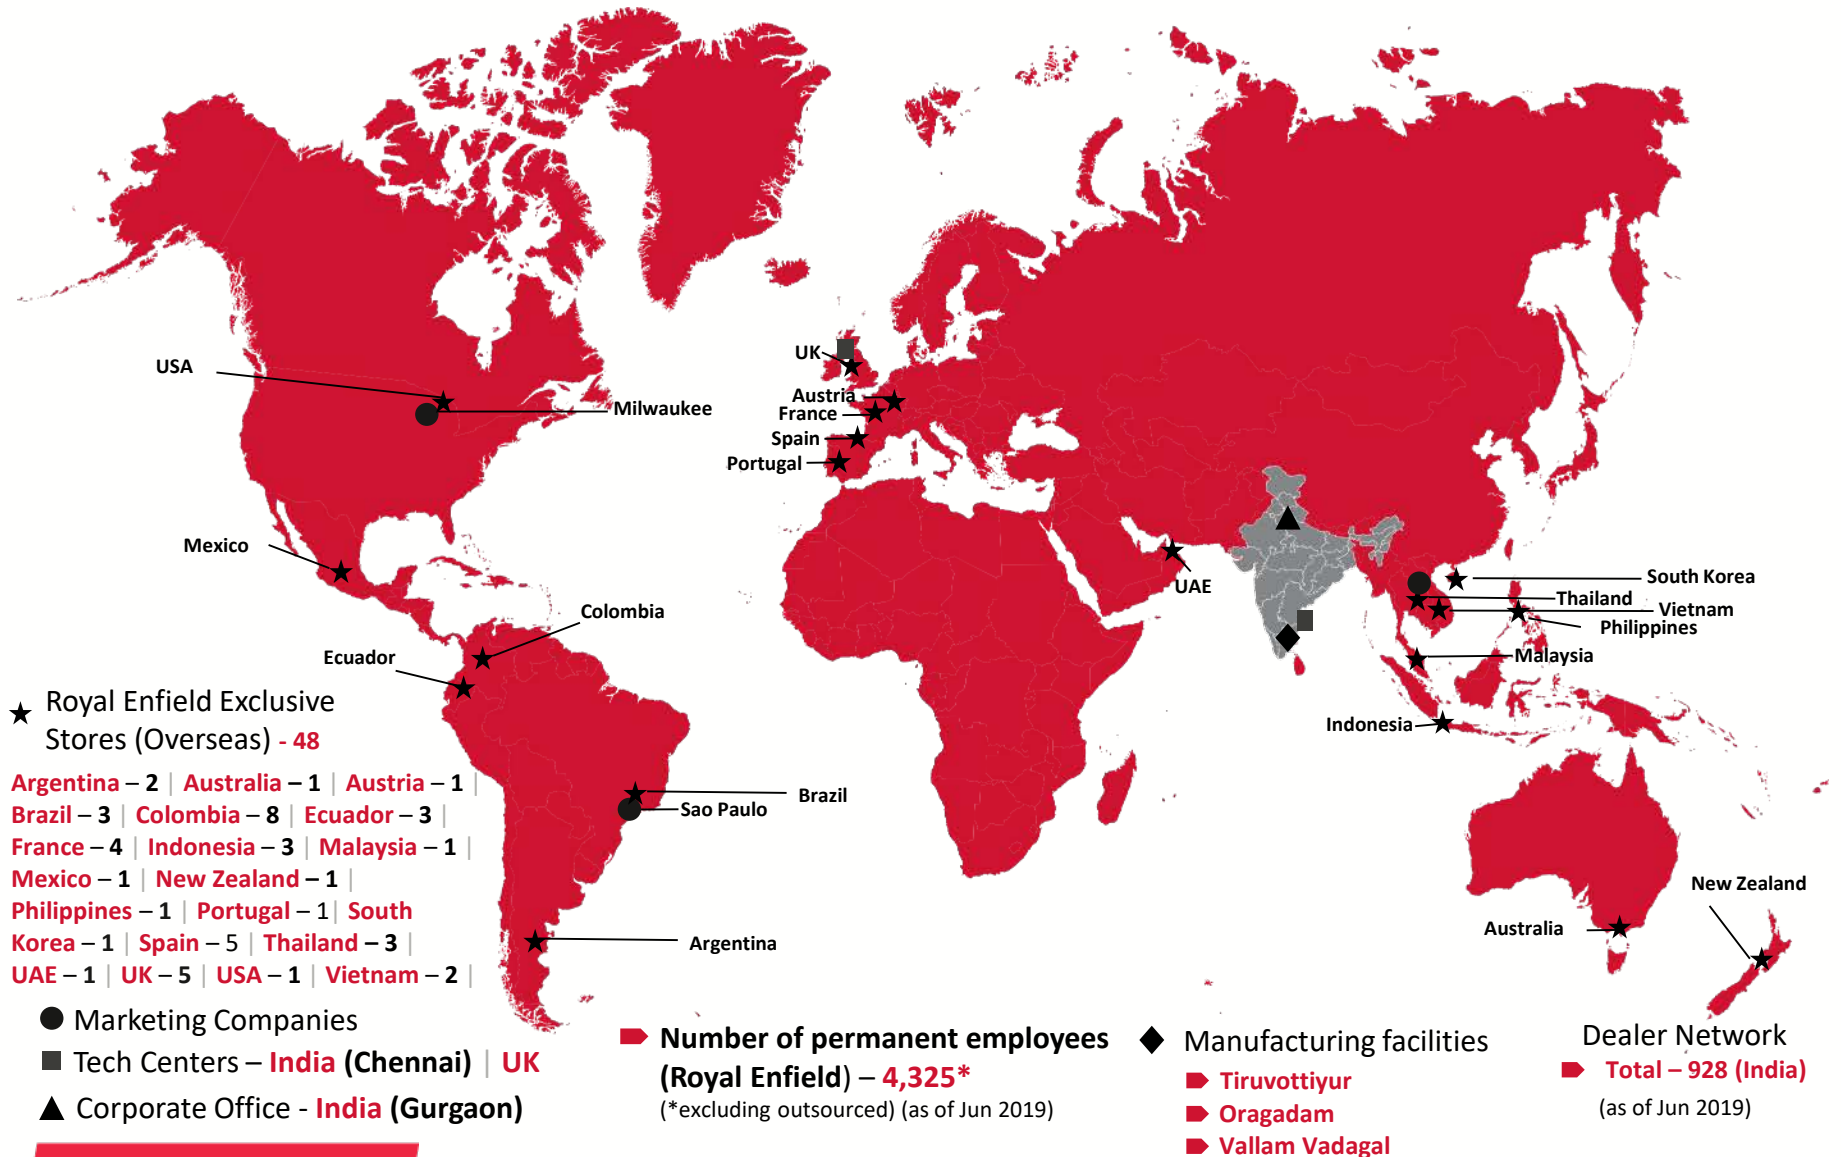 USA
Milwaukee
UK
Austria
France
Spain
Portugal
Mexico
UAE
South Korea
Thailand
Vietnam
Philippines
Colombia
Ecuador
Malaysia
Indonesia
Brazil
Sao Paulo
New Zealand
Australia
Argentina
Royal Enfield Exclusive
Stores (Overseas) - 48
Argentina – 2 | Australia – 1 | Austria – 1 |
Brazil – 3 | Colombia – 8 | Ecuador – 3 |
France – 4 | Indonesia – 3 | Malaysia – 1 |
Mexico – 1 | New Zealand – 1 |
Philippines – 1 | Portugal – 1 | South
Korea – 1 | Spain – 5 | Thailand – 3 |
UAE – 1 | UK – 5 | USA – 1 | Vietnam – 2 |
Marketing Companies
Tech Centers – India (Chennai) | UK
Corporate Office - India (Gurgaon)
Number of permanent employees
(Royal Enfield) – 4,325*
(*excluding outsourced) (as of Jun 2019)
Manufacturing facilities
Tiruvottiyur
Oragadam
Vallam Vadagal
Dealer Network
Total – 928 (India)
(as of Jun 2019)